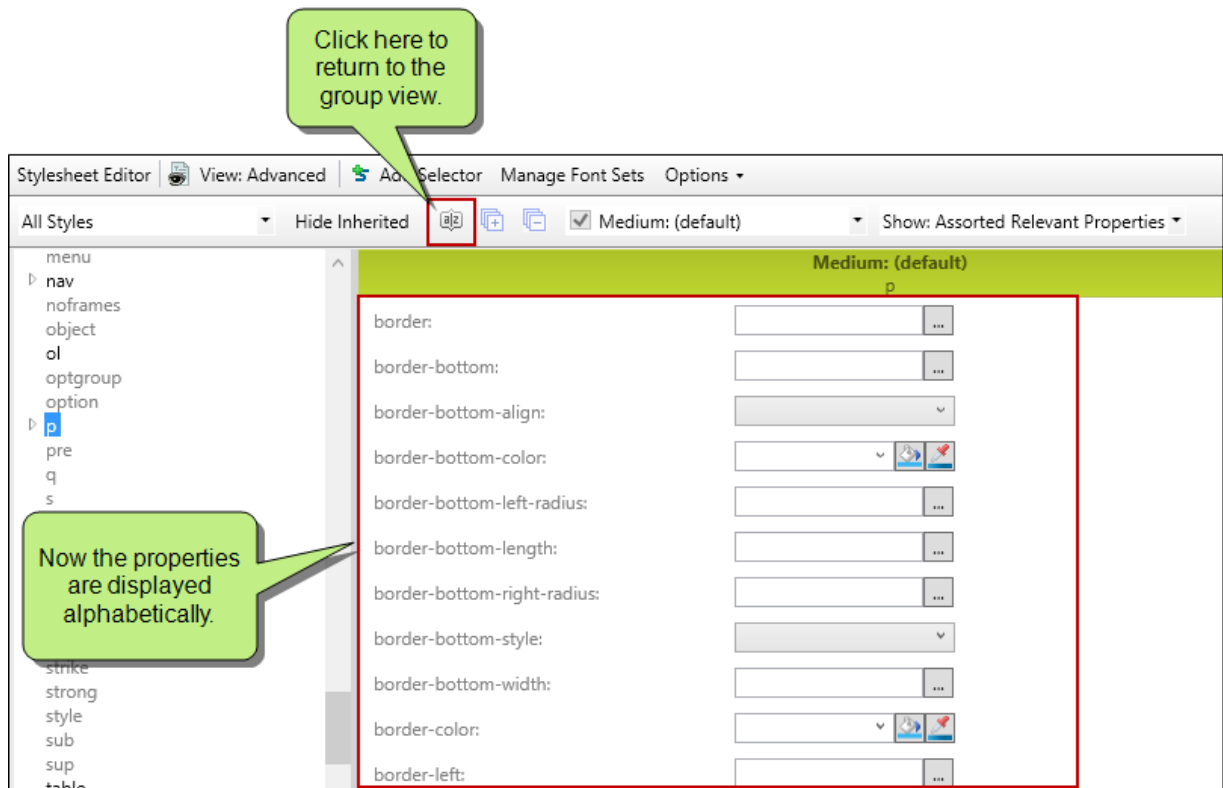 Click here to
return to the
group view.
Stylesheet Editor View: Advanced Add Selector Manage Font Sets Options
All Styles Hide Inherited a|z Medium: (default) Show: Assorted Relevant Properties
menu
nav
noframes
object
ol
optgroup
option
p
pre
q
s
Now the properties
are displayed
alphabetically.
strike
strong
style
sub
sup
table
Medium: (default)
p
border: ...
border-bottom: ...
border-bottom-align:
border-bottom-color:
border-bottom-left-radius: ...
border-bottom-length: ...
border-bottom-right-radius: ...
border-bottom-style:
border-bottom-width: ...
border-color:
border-left: ...